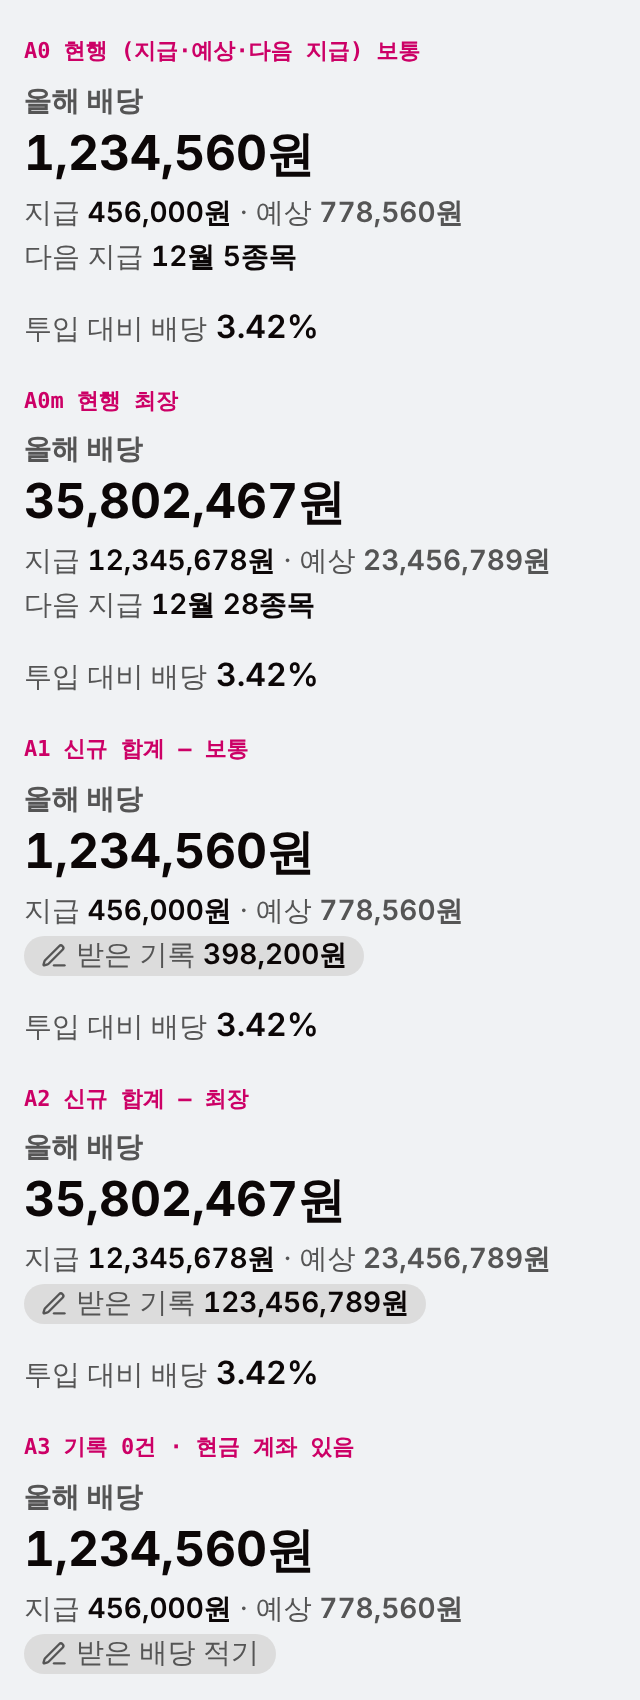 A0 현행 (지급·예상·다음 지급) 보통
올해 배당
1,234,560원
지급 456,000원 · 예상 778,560원
다음 지급 12월 5종목
투입 대비 배당 3.42%
A0m 현행 최장
올해 배당
35,802,467원
지급 12,345,678원 · 예상 23,456,789원
다음 지급 12월 28종목
투입 대비 배당 3.42%
A1 신규 합계 — 보통
올해 배당
1,234,560원
지급 456,000원 · 예상 778,560원
받은 기록 398,200원
투입 대비 배당 3.42%
A2 신규 합계 — 최장
올해 배당
35,802,467원
지급 12,345,678원 · 예상 23,456,789원
받은 기록 123,456,789원
투입 대비 배당 3.42%
A3 기록 0건 · 현금 계좌 있음
올해 배당
1,234,560원
지급 456,000원 · 예상 778,560원
받은 배당 적기